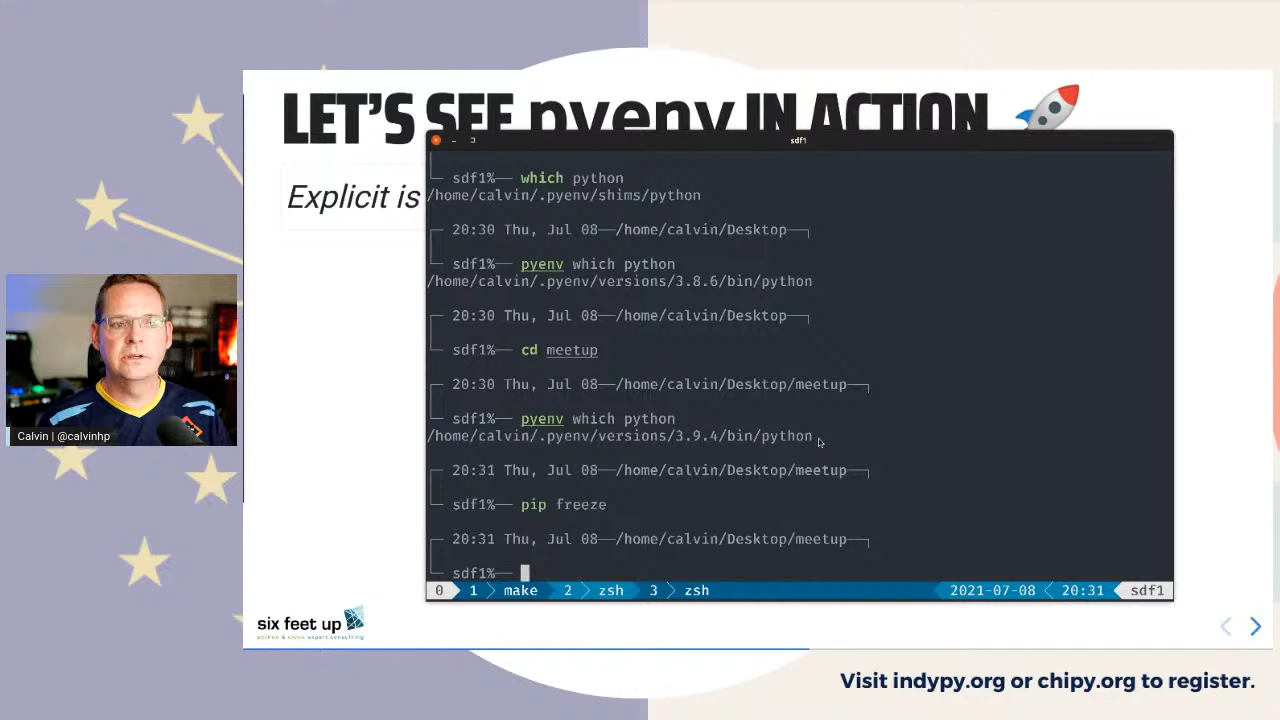 LET'S SEE pyenv IN ACTION
Explicit is
sdf1
sdf1%— which python
/home/calvin/.pyenv/shims/python
20:30 Thu, Jul 08——/home/calvin/Desktop——
sdf1%— pyenv which python
/home/calvin/.pyenv/versions/3.8.6/bin/python
20:30 Thu, Jul 08——/home/calvin/Desktop——
sdf1%— cd meetup
20:30 Thu, Jul 08——/home/calvin/Desktop/meetup——
sdf1%— pyenv which python
/home/calvin/.pyenv/versions/3.9.4/bin/python
20:31 Thu, Jul 08——/home/calvin/Desktop/meetup——
sdf1%— pip freeze
20:31 Thu, Jul 08——/home/calvin/Desktop/meetup——
sdf1%—
0 1 make 2 zsh 3 zsh 2021-07-08 20:31 sdf1
Calvin | @calvinhp
six feet up
python & cloud expert consulting
Visit indypy.org or chipy.org to register.